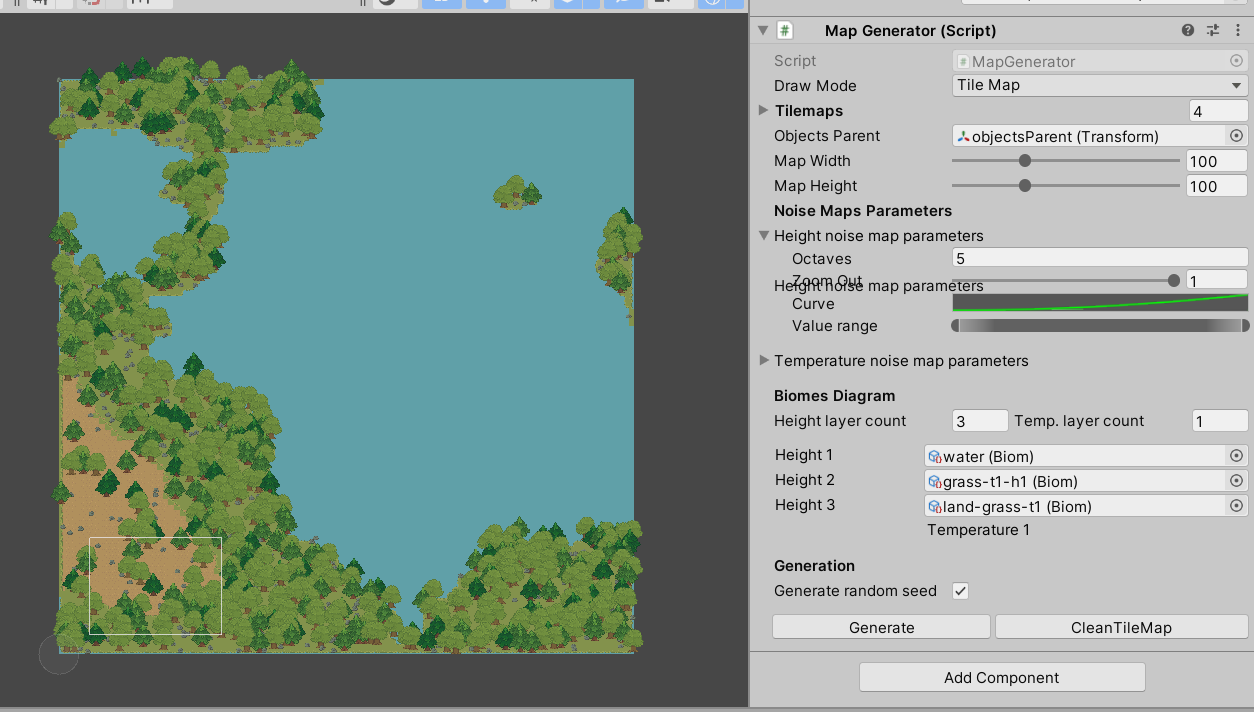 Map Generator (Script)
Script MapGenerator
Draw Mode Tile Map
Tilemaps 4
Objects Parent objectsParent (Transform)
Map Width 100
Map Height 100
Noise Maps Parameters
Height noise map parameters
Octaves 5
Zoom Out 1
Height noise map parameters
Curve
Value range
Temperature noise map parameters
Biomes Diagram
Height layer count 3 Temp. layer count 1
Height 1 water (Biom)
Height 2 grass-t1-h1 (Biom)
Height 3 land-grass-t1 (Biom)
Temperature 1
Generation
Generate random seed
Generate CleanTileMap
Add Component